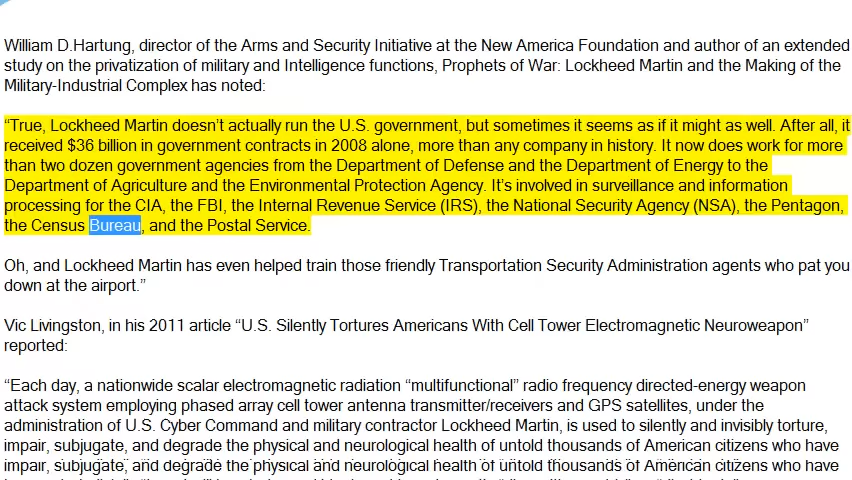 William D.Hartung, director of the Arms and Security Initiative at the New America Foundation and author of an extended
study on the privatization of military and Intelligence functions, Prophets of War: Lockheed Martin and the Making of the
Military-Industrial Complex has noted:
“True, Lockheed Martin doesn’t actually run the U.S. government, but sometimes it seems as if it might as well. After all, it
received $36 billion in government contracts in 2008 alone, more than any company in history. It now does work for more
than two dozen government agencies from the Department of Defense and the Department of Energy to the
Department of Agriculture and the Environmental Protection Agency. It’s involved in surveillance and information
processing for the CIA, the FBI, the Internal Revenue Service (IRS), the National Security Agency (NSA), the Pentagon,
the Census Bureau, and the Postal Service.
Oh, and Lockheed Martin has even helped train those friendly Transportation Security Administration agents who pat you
down at the airport.”
Vic Livingston, in his 2011 article “U.S. Silently Tortures Americans With Cell Tower Electromagnetic Neuroweapon”
reported:
“Each day, a nationwide scalar electromagnetic radiation “multifunctional” radio frequency directed-energy weapon
attack system employing phased array cell tower antenna transmitter/receivers and GPS satellites, under the
administration of U.S. Cyber Command and military contractor Lockheed Martin, is used to silently and invisibly torture,
impair, subjugate, and degrade the physical and neurological health of untold thousands of American citizens who have
impair, subjugate, and degrade the physical and neurological health of untold thousands of American citizens who have